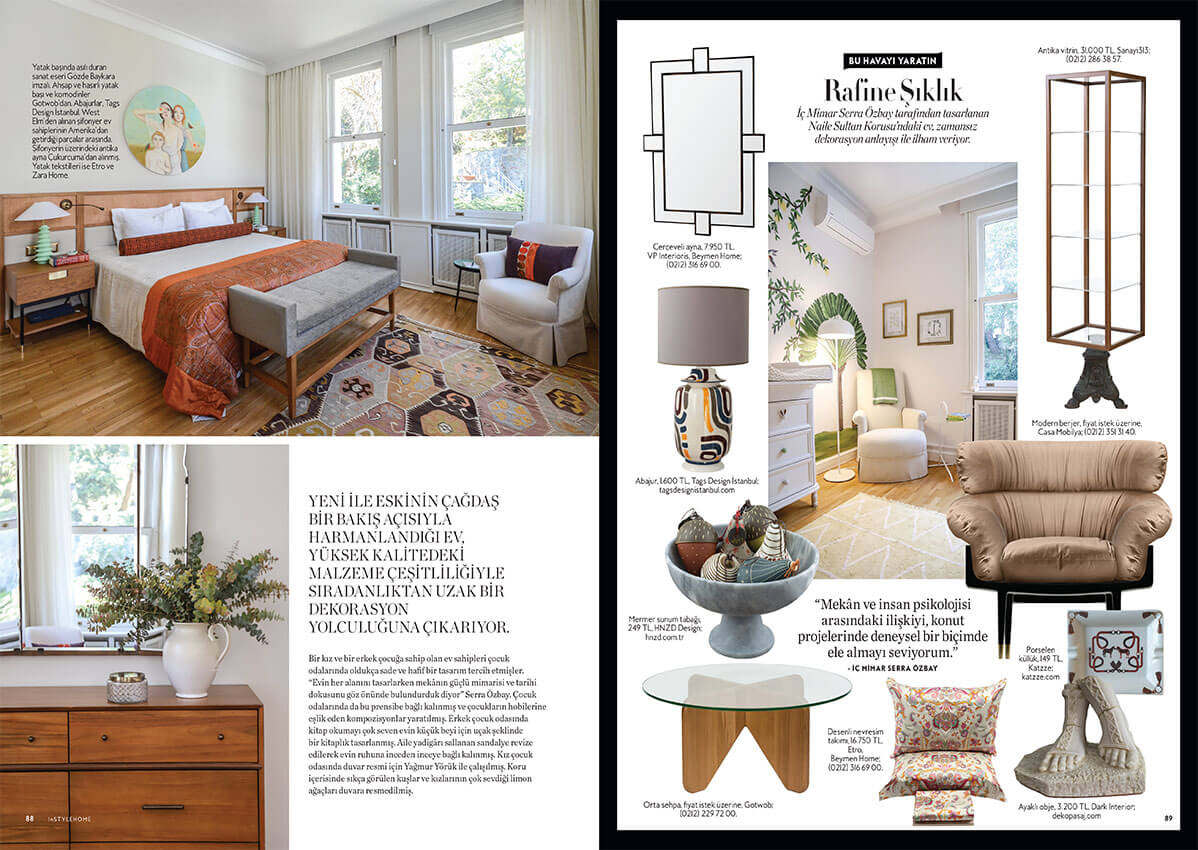 Yatak başında asılı duran
sanat eseri Gözde Baykara
imzalı. Ahşap ve hasırlı yatak
başı ve komodinler
Gotwob'dan. Abajurlar, Tags
Design İstanbul. West
Elm'den alınan şifonyer ev
sahiplerinin Amerika'dan
getirdiği parçalar arasında.
Şifonyerin üzerindeki antika
ayna Çukurcuma'dan alınmış.
Yatak tekstilleri ise Etro ve
Zara Home.
YENİ İLE ESKİNİN ÇAĞDAŞ
BİR BAKIŞ AÇISIYLA
HARMANLANDIĞI EV,
YÜKSEK KALİTEDEKİ
MALZEME ÇEŞİTLİLİĞİYLE
SIRADANLIKTAN UZAK BİR
DEKORASYON
YOLCULUĞUNA ÇIKARIYOR.
Bir kız ve bir erkek çocuğa sahip olan ev sahipleri çocuk
odalarında oldukça sade ve hafif bir tasarım tercih etmişler.
“Evin her alanını tasarlarken mekânın güçlü mimarisi ve tarihi
dokusunu göz önünde bulundurduk diyor” Serra Özbay. Çocuk
odalarında da bu prensibe bağlı kalınmış ve çocukların hobilerine
eşlik eden kompozisyonlar yaratılmış. Erkek çocuk odasında
kitap okumayı çok seven evin küçük beyi için uçak şeklinde
bir kitaplık tasarlanmış. Aile yadigârı sallanan sandalye revize
edilerek evin ruhuna inceden inceye bağlı kalınmış. Kız çocuk
odasında duvar resmi için Yağmur Yörük ile çalışılmış. Koru
içerisinde sıkça görülen kuşlar ve kızlarının çok sevdiği limon
ağaçları duvara resmedilmiş.
88 InSTYLEHOME
BU HAVAYI YARATIN
Rafine Şıklık
İç Mimar Serra Özbay tarafından tasarlanan
Naile Sultan Korusu'ndaki ev, zamansız
dekorasyon anlayışı ile ilham veriyor.
Antika vitrin, 31.000 TL, Sanayi313;
(0212) 286 38 57.
Çerçeveli ayna, 7.950 TL.
VP Interioris, Beymen Home;
(0212) 316 69 00.
Modern berjer, fiyat istek üzerine,
Casa Mobilya; (0212) 351 31 40.
Abajur, 1.600 TL, Tags Design İstanbul;
tagsdesignistanbul.com
Mermer sunum tabağı,
249 TL, HNZD Design;
hnzd.com.tr
“Mekân ve insan psikolojisi
arasındaki ilişkiyi, konut
projelerinde deneysel bir biçimde
ele almayı seviyorum.”
- İÇ MİMAR SERRA ÖZBAY
Porselen
küllük, 149 TL,
Katzze;
katzze.com
Desenli nevresim
takımı, 16.750 TL.
Etro,
Beymen Home;
(0212) 316 69 00.
Orta sehpa, fiyat istek üzerine, Gotwob;
(0212) 229 72 00.
Ayaklı obje, 3.200 TL, Dark Interior;
dekopasaj.com
89